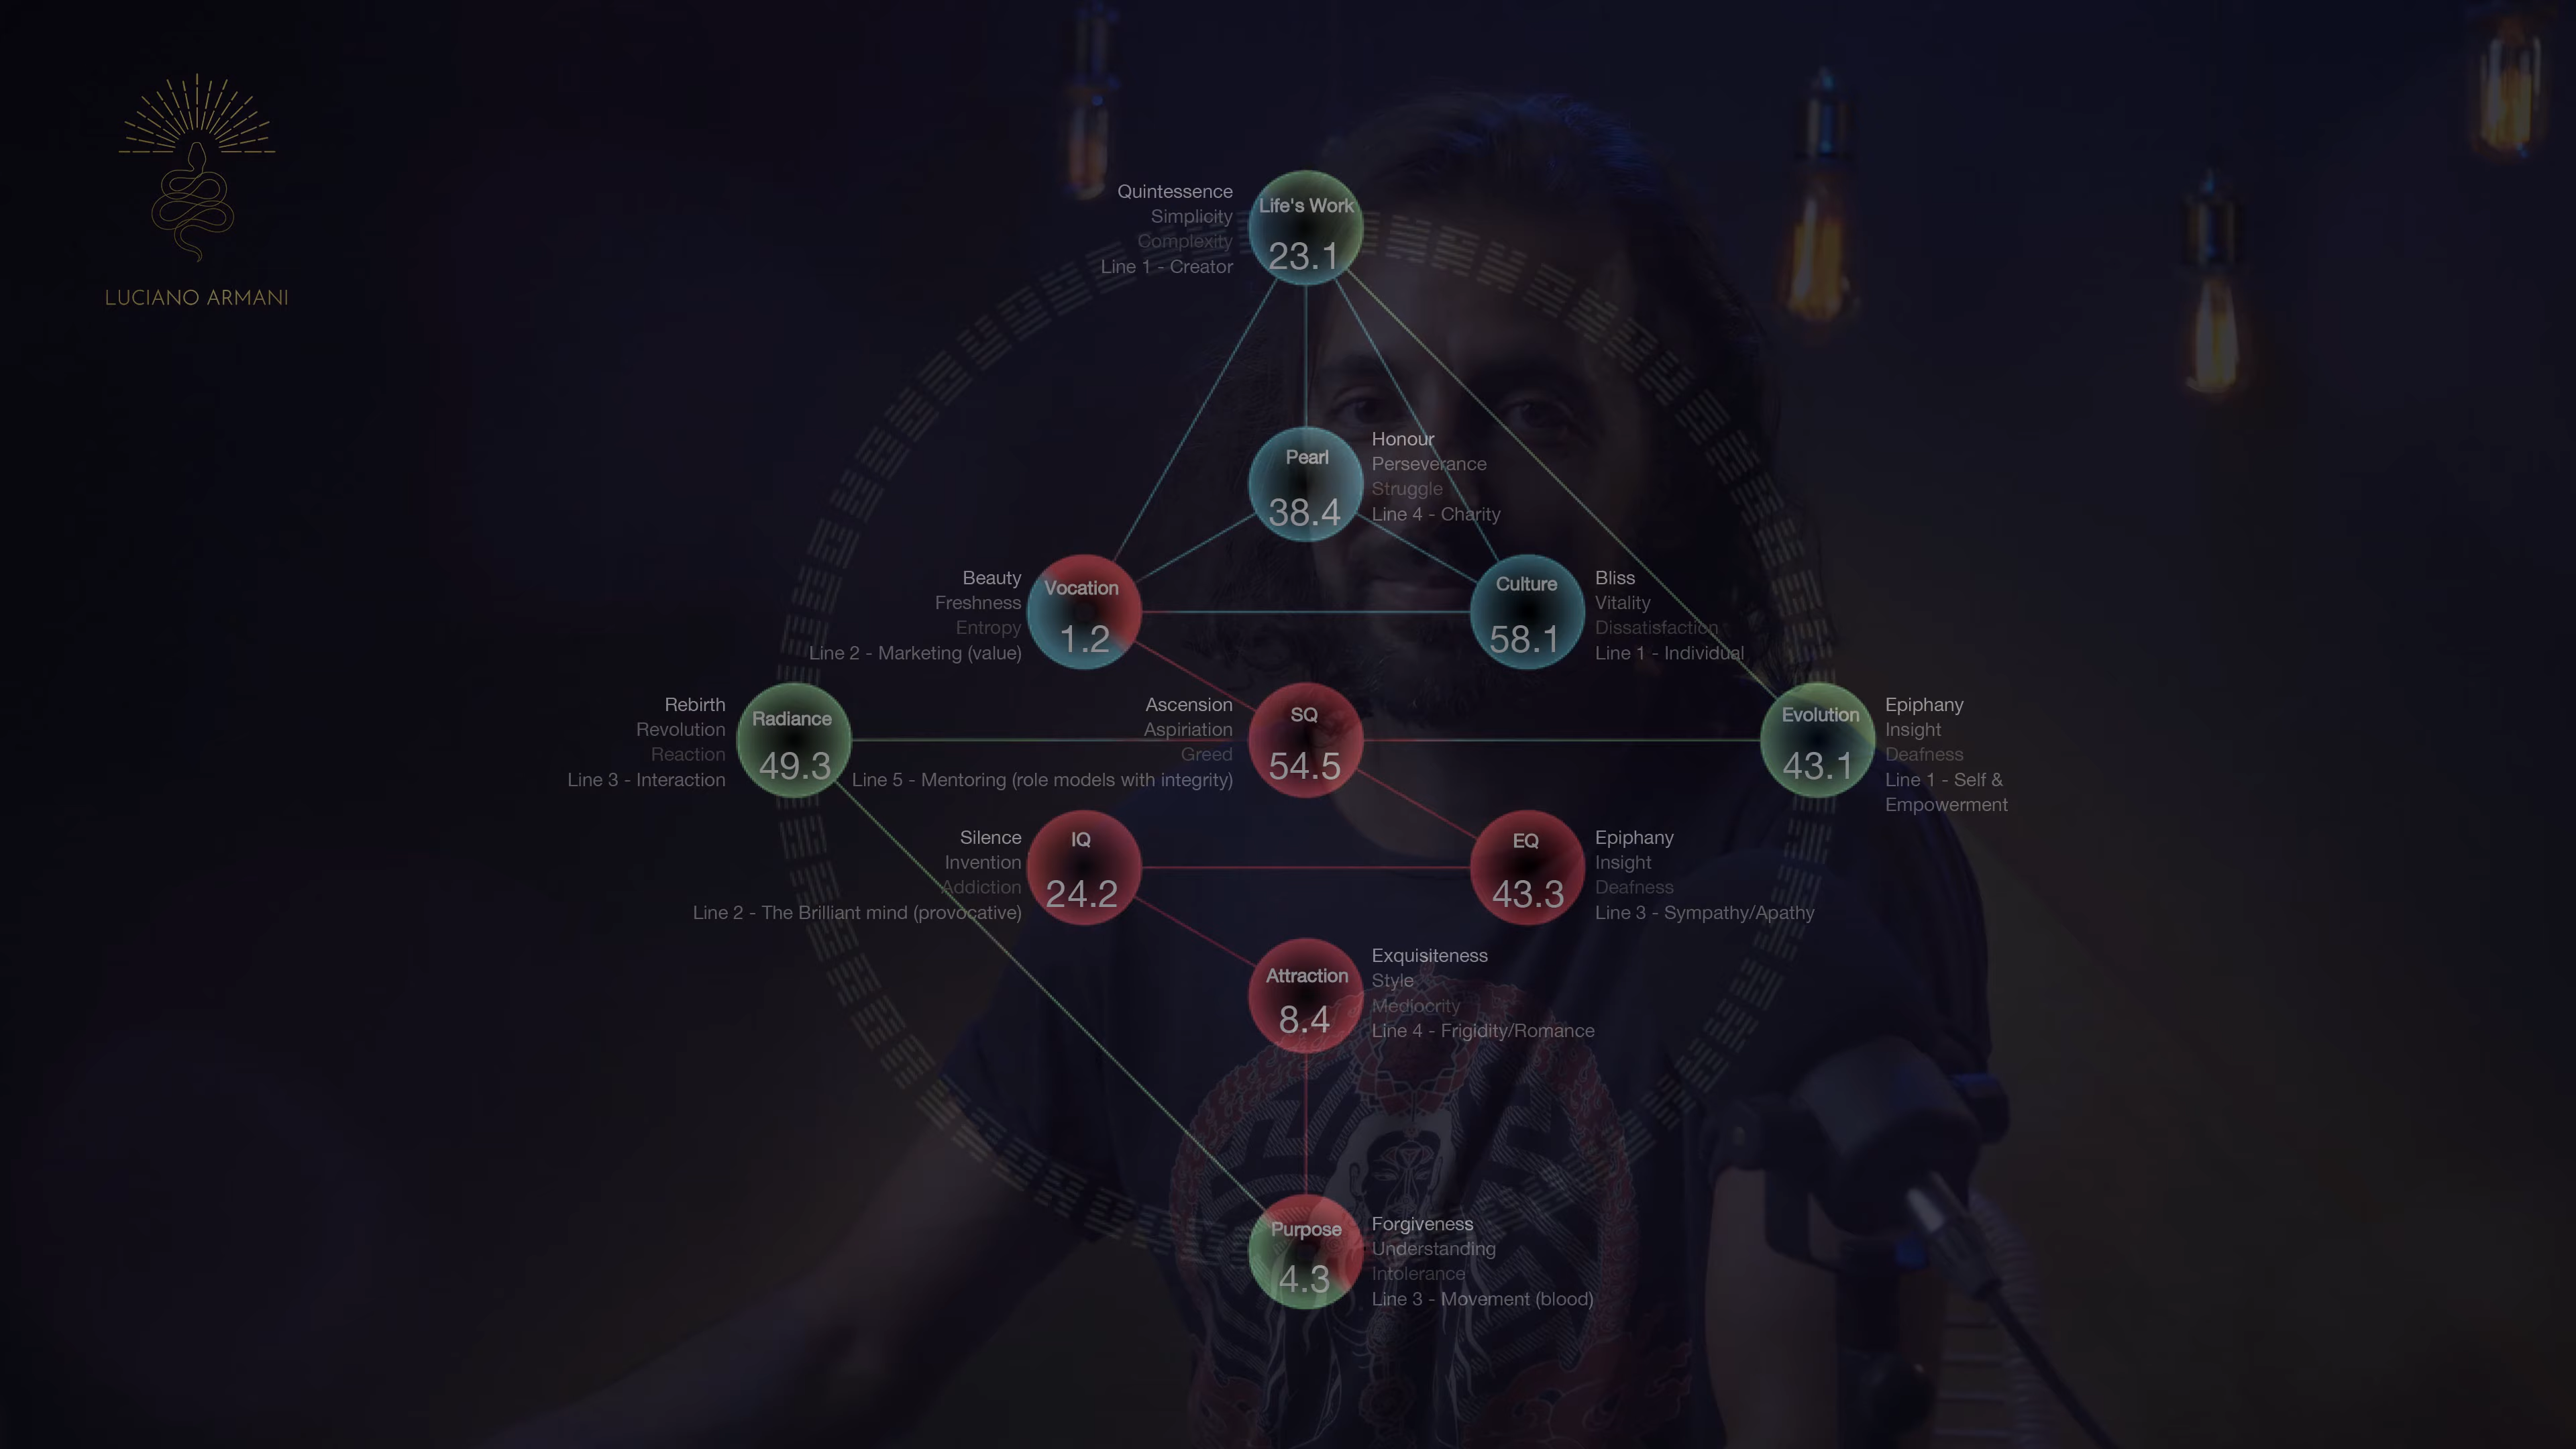 LUCIANO ARMANI
Quintessence
Simplicity
Complexity
Line 1 - Creator
Life's Work
23.1
Pearl
38.4
Honour
Perseverance
Struggle
Line 4 - Charity
Beauty
Freshness
Entropy
Line 2 - Marketing (value)
Vocation
1.2
Culture
58.1
Bliss
Vitality
Dissatisfaction
Line 1 - Individual
Rebirth
Revolution
Reaction
Line 3 - Interaction
Radiance
49.3
Ascension
Aspiriation
Greed
Line 5 - Mentoring (role models with integrity)
SQ
54.5
Evolution
43.1
Epiphany
Insight
Deafness
Line 1 - Self &
Empowerment
Silence
Invention
Addiction
Line 2 - The Brilliant mind (provocative)
IQ
24.2
EQ
43.3
Epiphany
Insight
Deafness
Line 3 - Sympathy/Apathy
Attraction
8.4
Exquisiteness
Style
Mediocrity
Line 4 - Frigidity/Romance
Purpose
4.3
Forgiveness
Understanding
Intolerance
Line 3 - Movement (blood)